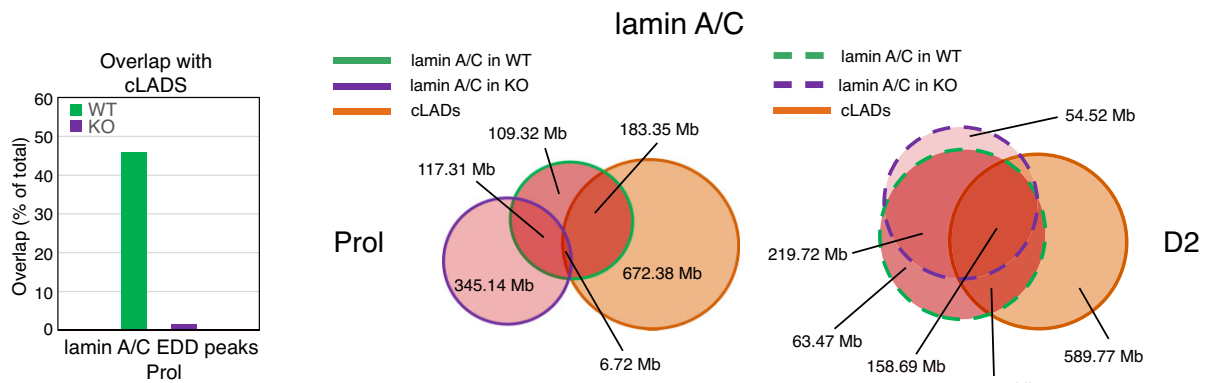 lamin A/C
Overlap with
cLADS
60
50
40
30
20
10
0
Overlap (% of total)
WT
KO
lamin A/C EDD peaks
Prol
lamin A/C in WT
lamin A/C in KO
cLADs
109.32 Mb
183.35 Mb
117.31 Mb
Prol
345.14 Mb
672.38 Mb
6.72 Mb
lamin A/C in WT
lamin A/C in KO
cLADs
54.52 Mb
D2
219.72 Mb
63.47 Mb
158.69 Mb
589.77 Mb